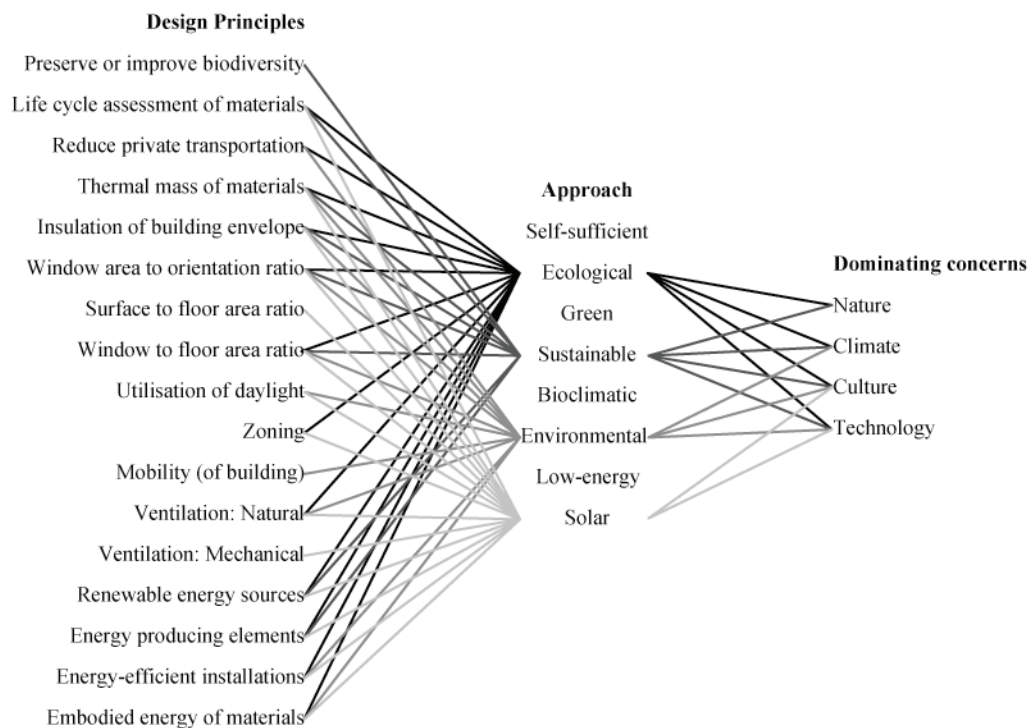 Design Principles
Preserve or improve biodiversity
Life cycle assessment of materials
Reduce private transportation
Thermal mass of materials
Insulation of building envelope
Window area to orientation ratio
Surface to floor area ratio
Window to floor area ratio
Utilisation of daylight
Zoning
Mobility (of building)
Ventilation: Natural
Ventilation: Mechanical
Renewable energy sources
Energy producing elements
Energy-efficient installations
Embodied energy of materials
Approach
Self-sufficient
Ecological
Green
Sustainable
Bioclimatic
Environmental
Low-energy
Solar
Dominating concerns
Nature
Climate
Culture
Technology